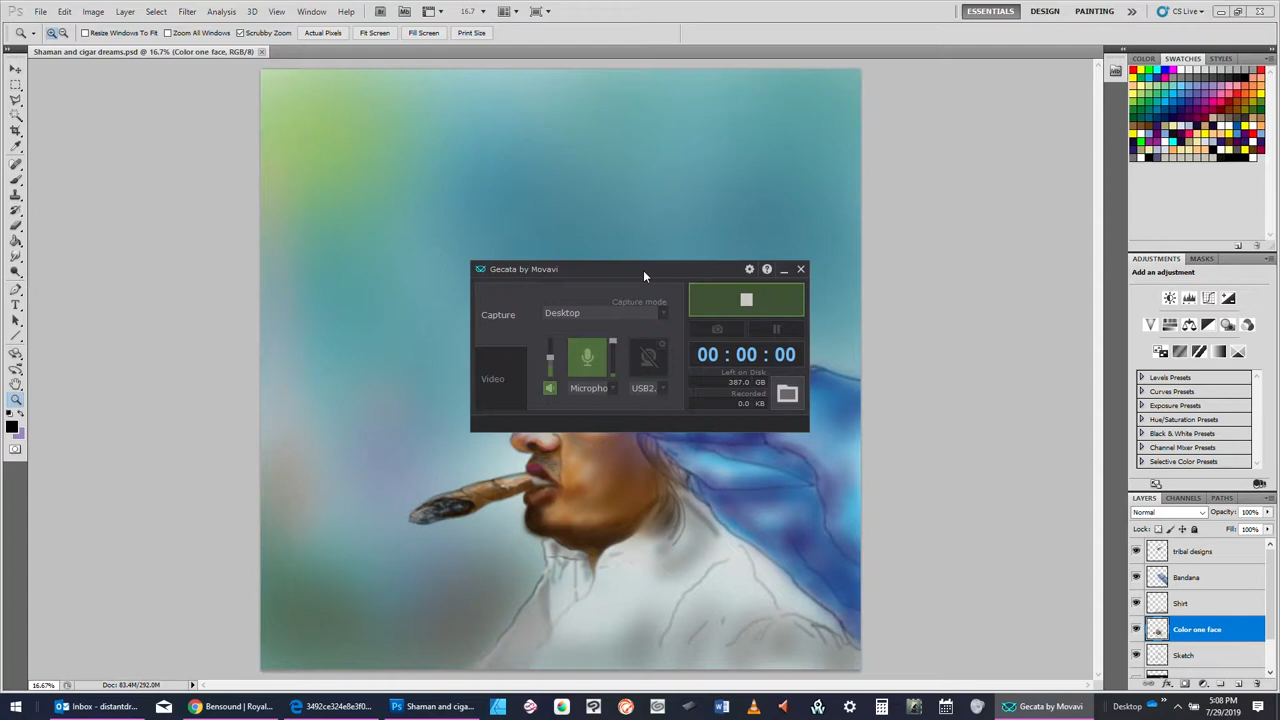 Ps File Edit Image Layer Select Filter Analysis 3D View Window Help Br Mb 16.7 ESSENTIALS DESIGN PAINTING CS Live
Resize Windows To Fit Zoom All Windows Scrubby Zoom Actual Pixels Fit Screen Fill Screen Print Size
Shaman and cigar dreams.psd @ 16.7% (Color one face, RGB/8)
COLOR SWATCHES STYLES
Gecata by Movavi
Capture mode
Capture Desktop
00 : 00 : 00
Left on Disk
Video 387.0 GB
Micropho USB2. Recorded
0.0 KB
ADJUSTMENTS MASKS
Add an adjustment
Levels Presets
Curves Presets
Exposure Presets
Hue/Saturation Presets
Black & White Presets
Channel Mixer Presets
Selective Color Presets
LAYERS CHANNELS PATHS
Normal Opacity: 100%
Lock: Fill: 100%
tribal designs
Bandana
Shirt
Color one face
Sketch
16.67% Doc: 83.4M/292.0M
Inbox - distantdr... Bensound | Royal... 3492ce324e8e3f0... Shaman and ciga... Gecata by Movavi Desktop 5:08 PM
7/29/2019